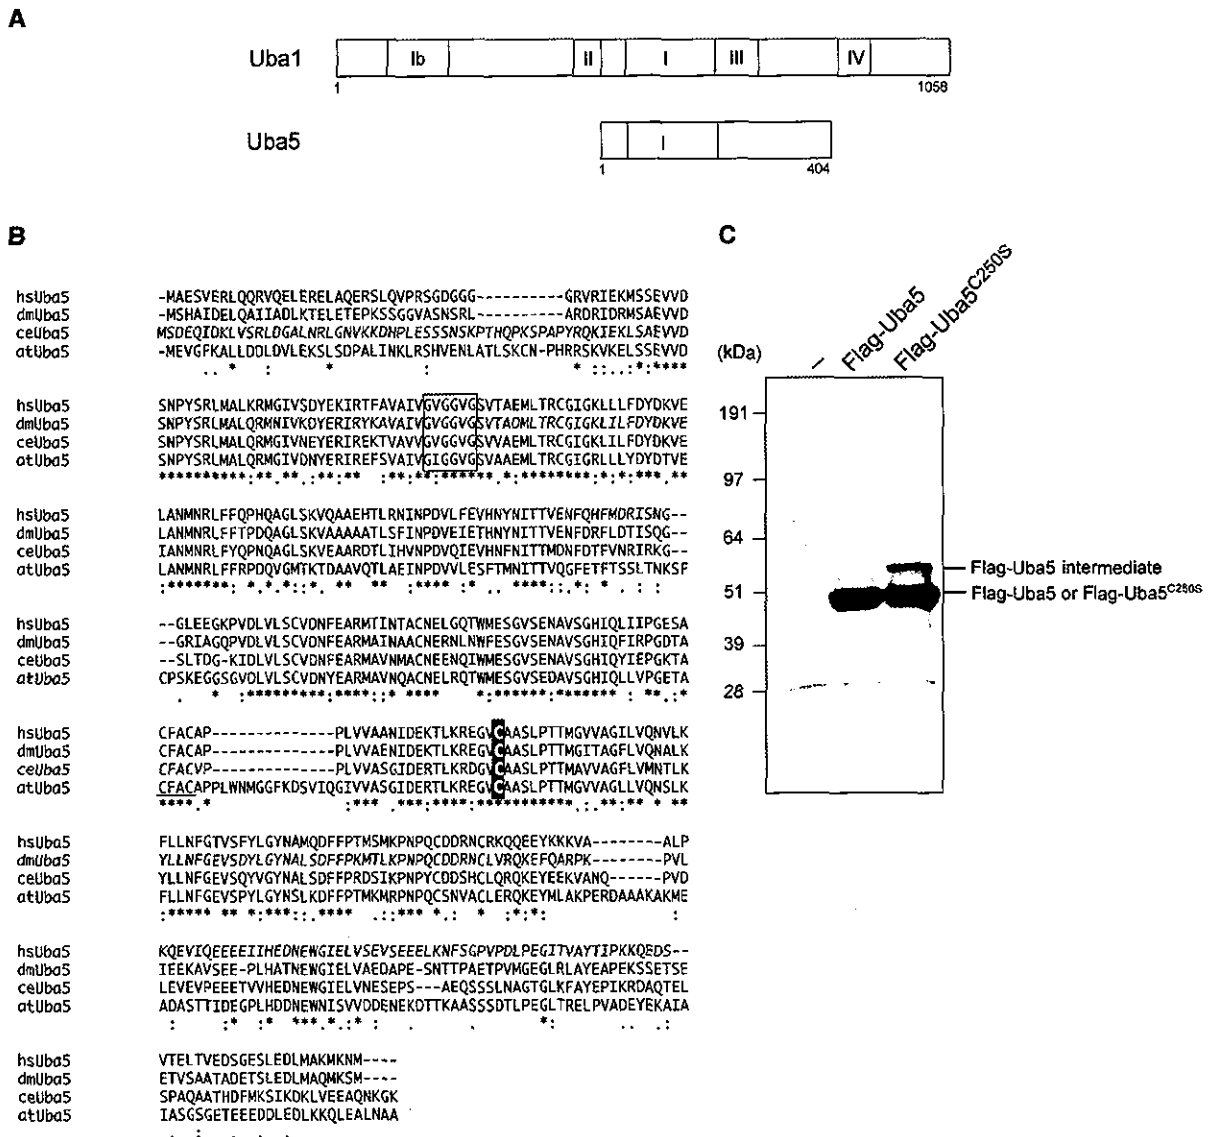 A
Uba1
Ib
II
I
III
IV
1
1058
Uba5
I
1
404
B
hsUba5 -MAESVERLQQRVQELERELAQERSLQVPRSGDGGG----------GRVRIEKMSSEVVD
dmUba5 -MSHAIDELQAIIADLKTELETEPKSSGGVASNSRL----------ARDRIDRMSAEVVD
ceUba5 MSDEQIDKLVSRLDGALNRLGNVKKDHPLESSSNSKPTHQPKSPAPYRQKIEKLSAEVVD
atUba5 -MEVGFKALLDDLDVLEKSLSDPALINKLRSHVENLATLSKCN-PHRRSKVKELSSEVVD
hsUba5 SNPYSRLMALKRMGIVSDYEKIRTFAVAIVGVGGVGSVTAEMLTRCGIGKLLLFDYDKVE
dmUba5 SNPYSRLMALQRMNIVKDYERIRYKAVAIVGVGGVGSVTADMLTRCGIGKLILFDYDKVE
ceUba5 SNPYSRLMALQRMGIVNEYERIREKTVAVVGVGGVGSVVAEMLTRCGIGKLILFDYDKVE
atUba5 SNPYSRLMALQRMGIVDNYERIREFSVAIVGIGGVGSVAAEMLTRCGIGRLLLYDYDTVE
hsUba5 LANMNRLFFQPHQAGLSKVQAAEHTLRNINPDVLFEVHNYNITTVENFQHFMDRISNG--
dmUba5 LANMNRLFFTPDQAGLSKVAAAAATLSFINPDVEIETHNYNITTVENFDRFLDTISQG--
ceUba5 IANMNRLFYQPNQAGLSKVEAARDTLIHVNPDVQIEVHNFNITTMDNFDTFVNRIRKG--
atUba5 LANMNRLFFRPDQVGMTKTDAAVQTLAEINPDVVLESFTMNITTVQGFETFTSSLTNKSF
hsUba5 --GLEEGKPVDLVLSCVDNFEARMTINTACNELGQTWMESGVSENAVSGHIQLIIPGESA
dmUba5 --GRIAGQPVDLVLSCVDNFEARMAINAACNERNLNWFESGVSENAVSGHIQFIRPGDTA
ceUba5 --SLTDG-KIDLVLSCVDNFEARMAVNMACNEENQIWMESGVSENAVSGHIQYIEPGKTA
atUba5 CPSKEGGSGVDLVLSCVDNYEARMAVNQACNELRQTWMESGVSEDAVSGHIQLLVPGETA
hsUba5 CFACAP--------------PLVVAANIDEKTLKREGVCAASLPTTMGVVAGILVQNVLK
dmUba5 CFACAP--------------PLVVAENIDEKTLKREGVCAASLPTTMGITAGFLVQNALK
ceUba5 CFACVP--------------PLVVASGIDERTLKRDGVCAASLPTTMAVVAGFLVMNTLK
atUba5 CFACAPPLWNMGGFKDSVIQGIVVASGIDERTLKREGVCAASLPTTMGVVAGLLVQNSLK
hsUba5 FLLNFGTVSFYLGYNAMQDFFPTMSMKPNPQCDDRNCRKQQEEYKKKVA--------ALP
dmUba5 YLLNFGEVSDYLGYNALSDFFPKMTLKPNPQCDDRNCLVRQKEFQARPK--------PVL
ceUba5 YLLNFGEVSQYVGYNALSDFFPRDSIKPNPYCDDSHCLQRQKEYEEKVANQ------PVD
atUba5 FLLNFGEVSPYLGYNSLKDFFPTMKMRPNPQCSNVACLERQKEYMLAKPERDAAAKAKME
hsUba5 KQEVIQEEEEIIHEDNEWGIELVSEVSEEELKNFSGPVPDLPEGITVAYTIPKKQEDS--
dmUba5 IEEKAVSEE-PLHATNEWGIELVAEDAPE-SNTTPAETPVMGEGLRLAYEAPEKSSETSE
ceUba5 LEVEVPEEETVVHEDNEWGIELVNESEPS---AEQSSSLNAGTGLKFAYEPIKRDAQTEL
atUba5 ADASTTIDEGPLHDDNEWNISVVDDENEKDTTKAASSSDTLPEGLTRELPVADEYEKAIA
hsUba5 VTELTVEDSGESLEDLMAKMKNM----
dmUba5 ETVSAATADETSLEDLMAQMKSM----
ceUba5 SPAQAATHDFMKSIKDKLVEEAQNKGK
atUba5 IASGSGETEEEDDLEDLKKQLEALNAA
C
(kDa)
–
Flag-Uba5
Flag-Uba5C250S
191
97
64
51
39
28
Flag-Uba5 intermediate
Flag-Uba5 or Flag-Uba5C250S